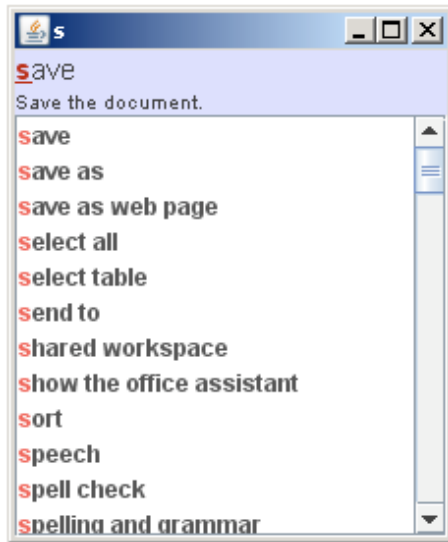 s
save
Save the document.
save
save as
save as web page
select all
select table
send to
shared workspace
show the office assistant
sort
speech
spell check
spelling and grammar